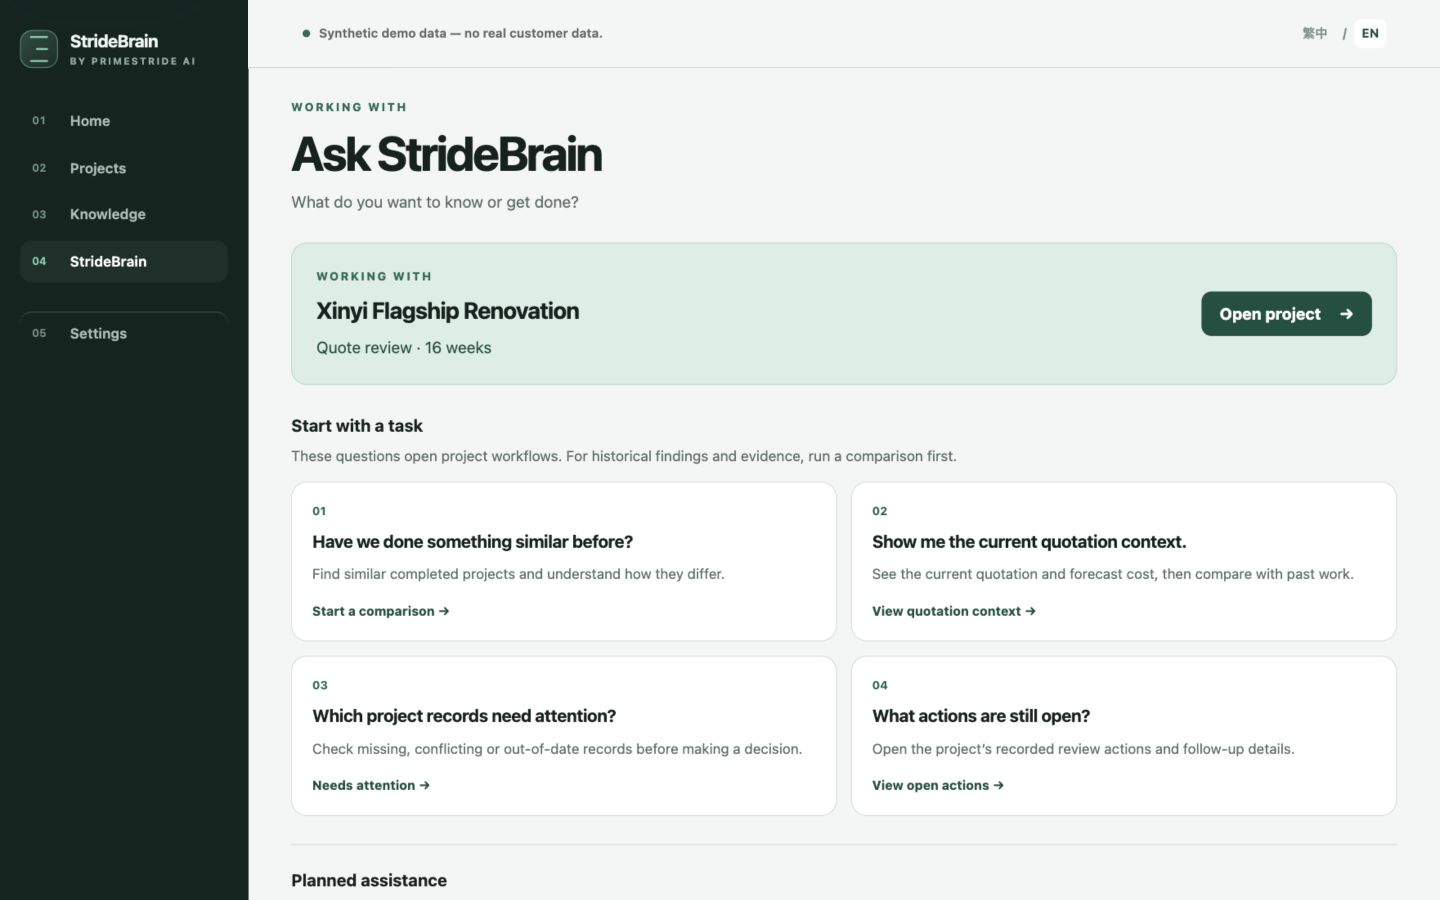 StrideBrain
BY PRIMESTRIDE AI
01 Home
02 Projects
03 Knowledge
04 StrideBrain
05 Settings
Synthetic demo data — no real customer data.
繁中 / EN
WORKING WITH
Ask StrideBrain
What do you want to know or get done?
WORKING WITH
Xinyi Flagship Renovation
Quote review · 16 weeks
Open project →
Start with a task
These questions open project workflows. For historical findings and evidence, run a comparison first.
01
Have we done something similar before?
Find similar completed projects and understand how they differ.
Start a comparison →
02
Show me the current quotation context.
See the current quotation and forecast cost, then compare with past work.
View quotation context →
03
Which project records need attention?
Check missing, conflicting or out-of-date records before making a decision.
Needs attention →
04
What actions are still open?
Open the project's recorded review actions and follow-up details.
View open actions →
Planned assistance